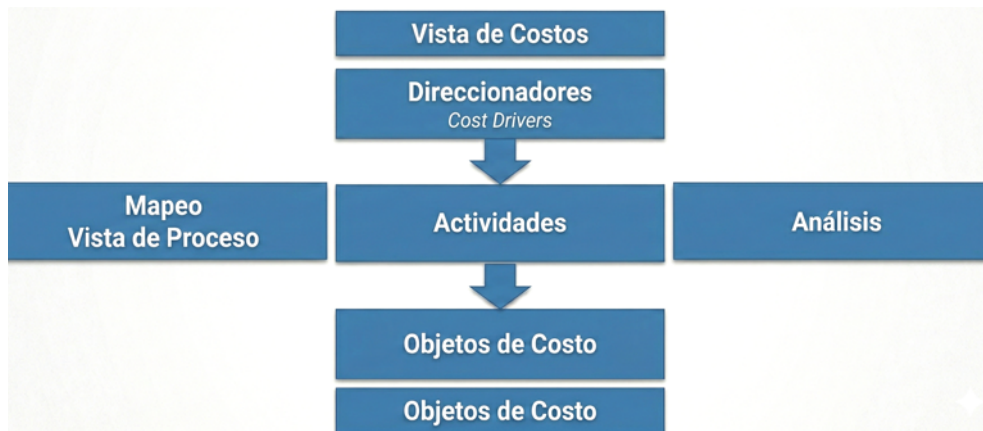 Vista de Costos
Direccionadores
Cost Drivers
Mapeo
Vista de Proceso
Actividades
Análisis
Objetos de Costo
Objetos de Costo